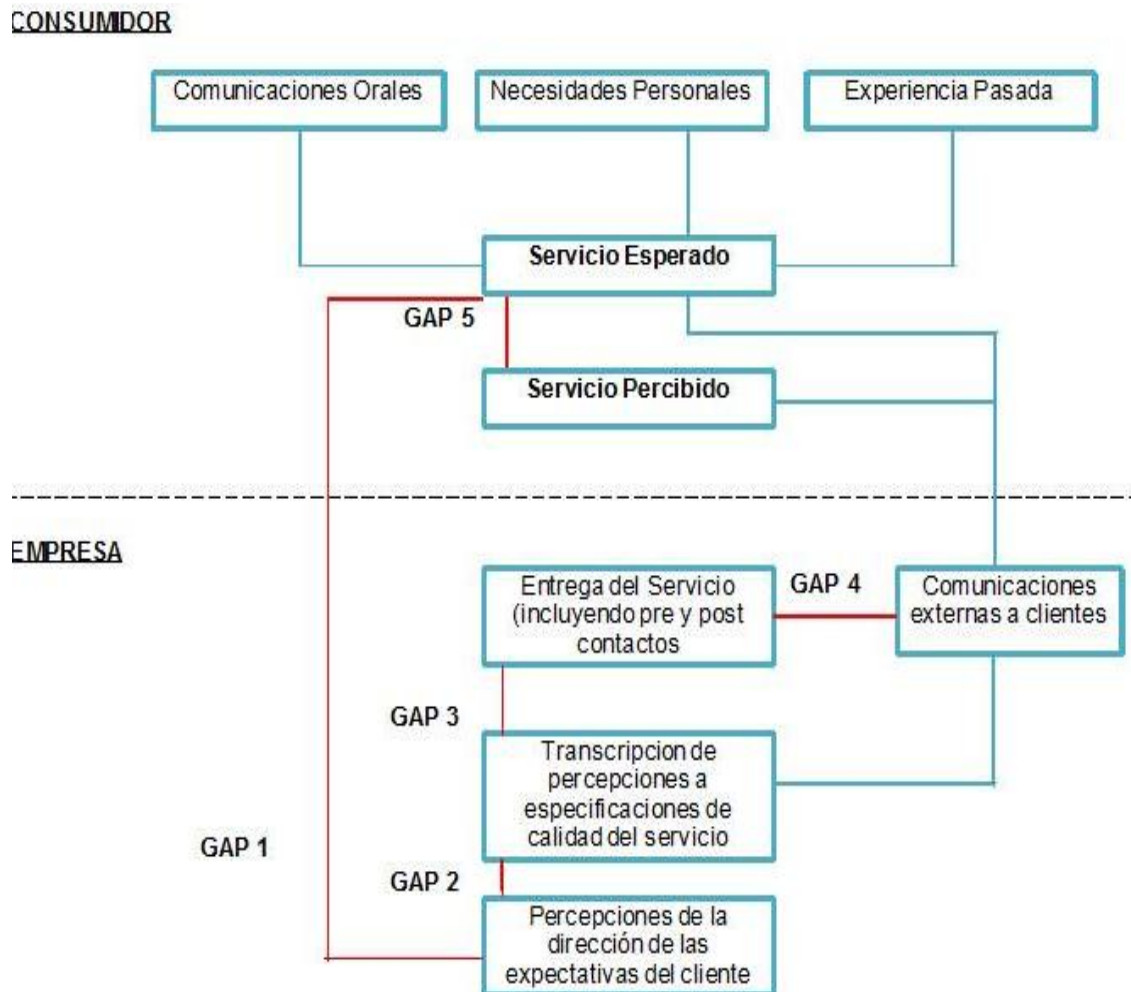 CONSUMIDOR
Comunicaciones Orales
Necesidades Personales
Experiencia Pasada
Servicio Esperado
GAP 5
Servicio Percibido
EMPRESA
Entrega del Servicio
(incluyendo pre y post
contactos
GAP 4
Comunicaciones
externas a clientes
GAP 3
Transcripcion de
percepciones a
especificaciones de
calidad del servicio
GAP 1
GAP 2
Percepciones de la
dirección de las
expectativas del cliente